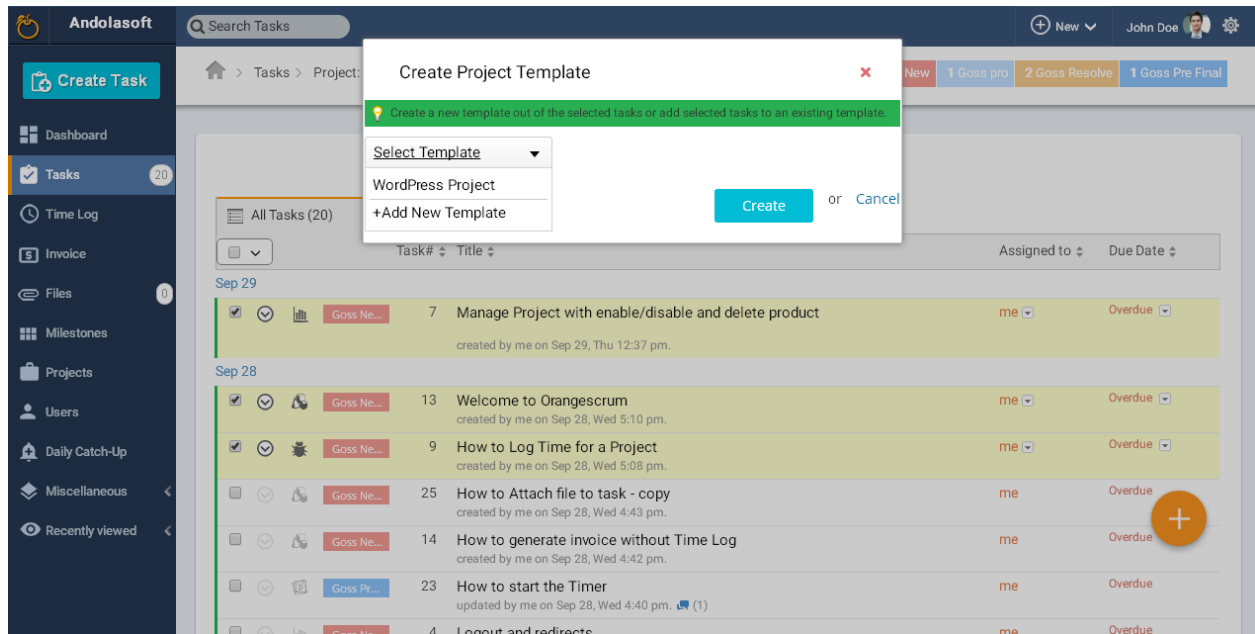 Andolasoft
Search Tasks
New
John Doe
Create Task
Tasks > Project:
New
1 Goss pro
2 Goss Resolve
1 Goss Pre Final
Create Project Template
Create a new template out of the selected tasks or add selected tasks to an existing template.
Select Template
WordPress Project
+Add New Template
Create or Cancel
Dashboard
Tasks 20
Time Log
Invoice
Files 0
Milestones
Projects
Users
Daily Catch-Up
Miscellaneous
Recently viewed
All Tasks (20)
Task# Title Assigned to Due Date
Sep 29
Goss Ne... 7 Manage Project with enable/disable and delete product me Overdue
created by me on Sep 29, Thu 12:37 pm.
Sep 28
Goss Ne... 13 Welcome to Orangescrum me Overdue
created by me on Sep 28, Wed 5:10 pm.
Goss Ne... 9 How to Log Time for a Project me Overdue
created by me on Sep 28, Wed 5:08 pm.
Goss Ne... 25 How to Attach file to task - copy me Overdue
created by me on Sep 28, Wed 4:43 pm.
Goss Ne... 14 How to generate invoice without Time Log me Overdue
created by me on Sep 28, Wed 4:42 pm.
Goss Pr... 23 How to start the Timer me Overdue
updated by me on Sep 28, Wed 4:40 pm. (1)
Goss Ne... 4 Logout and redirects me Overdue